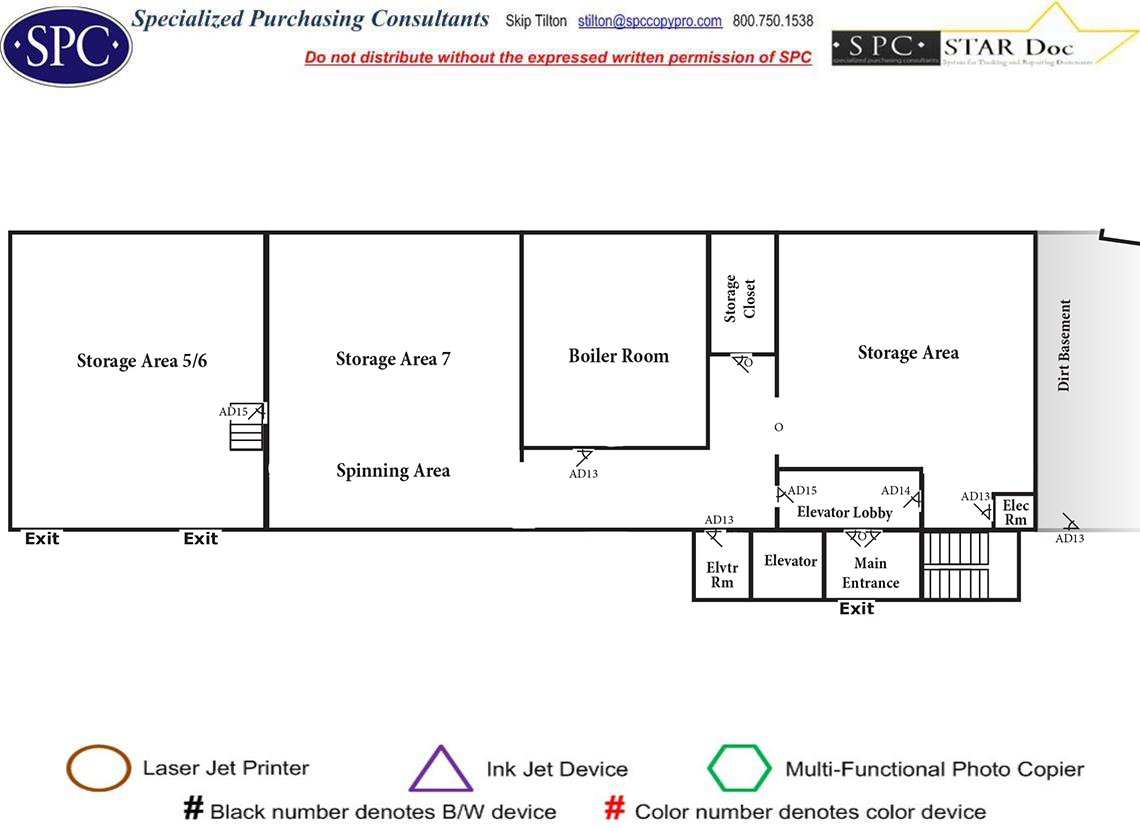 Specialized Purchasing Consultants Skip Tilton stilton@spccopypro.com 800.750.1538
·SPC·
Do not distribute without the expressed written permission of SPC
·SPC· STAR Doc
specialized purchasing consultants System for Tracking and Reporting Documents
Storage
Closet
Dirt Basement
Storage Area 5/6
Storage Area 7
Boiler Room
Storage Area
AD15
O
O
Spinning Area
AD13
AD15
AD14
AD13
Elevator Lobby
Elec
Rm
AD13
O
AD13
Exit
Exit
Elvtr
Rm
Elevator
Main
Entrance
Exit
Laser Jet Printer
Ink Jet Device
Multi-Functional Photo Copier
# Black number denotes B/W device
# Color number denotes color device